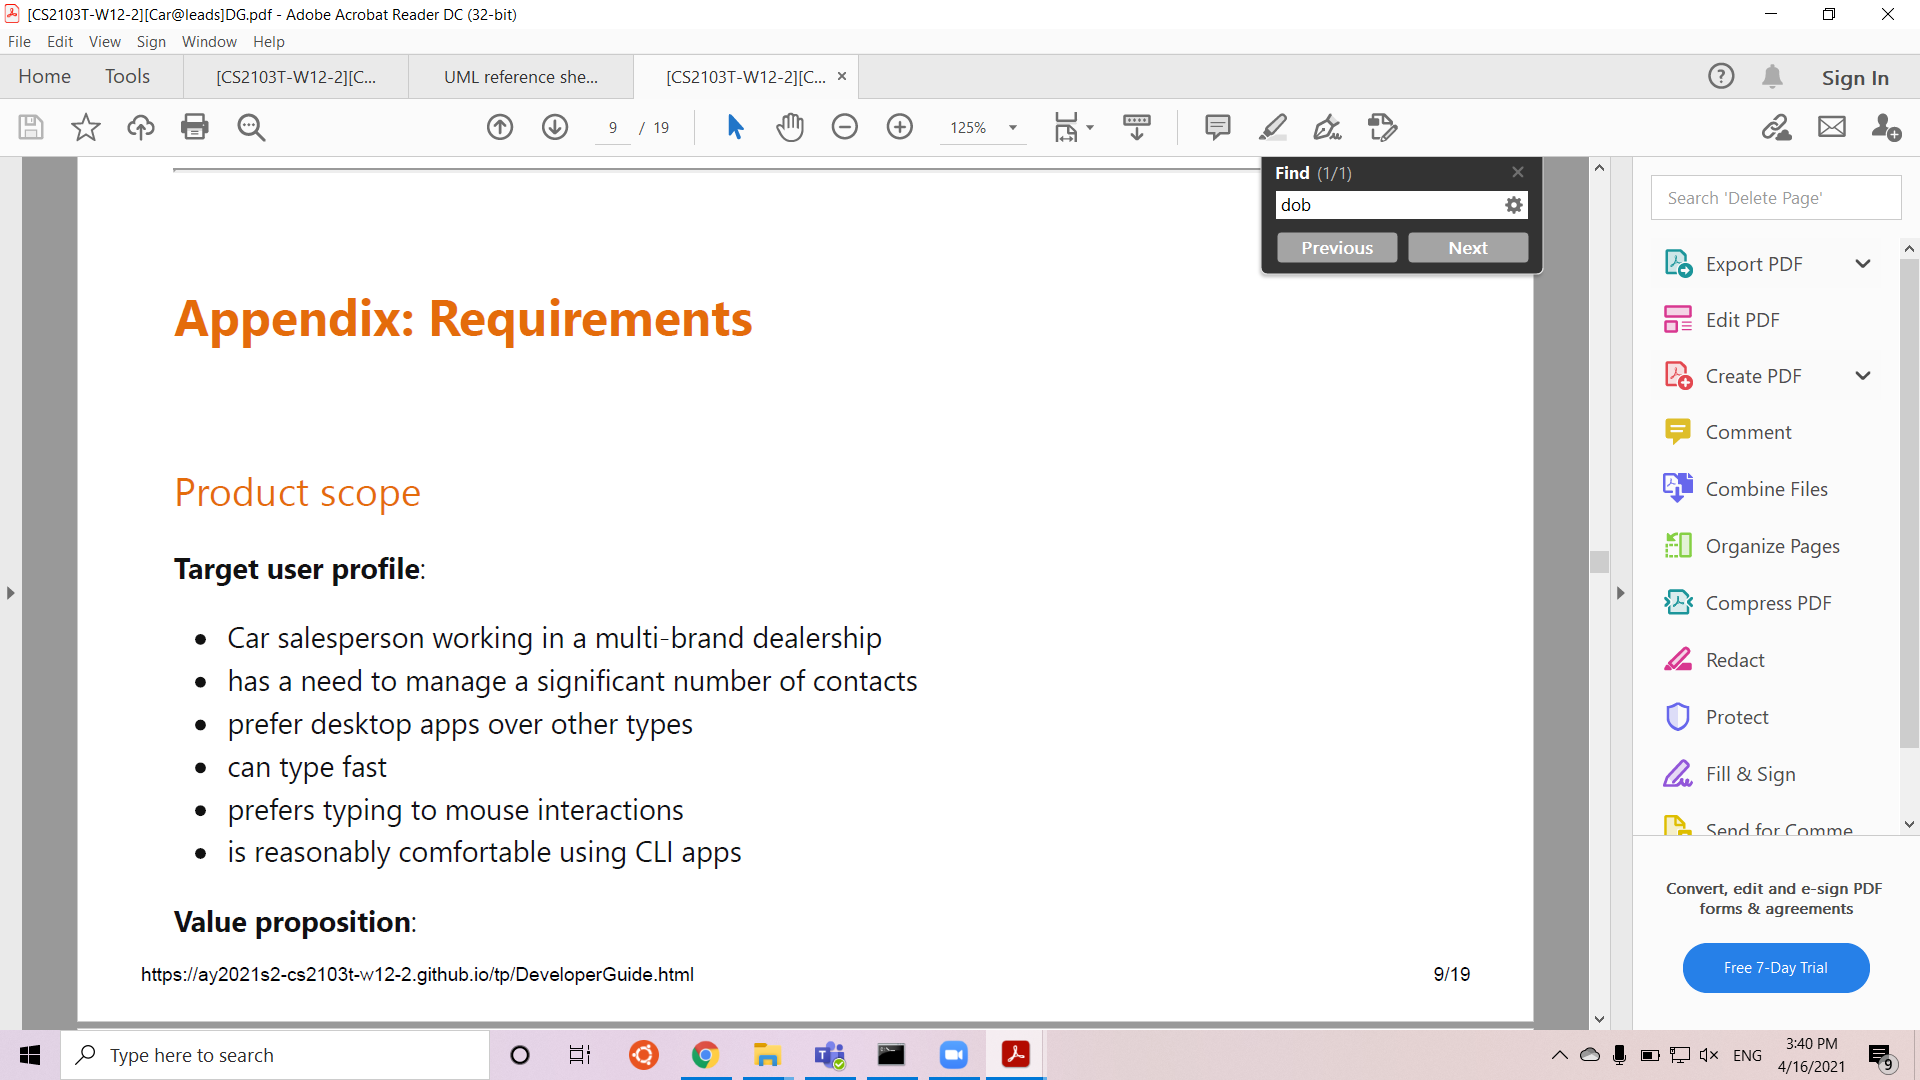 [CS2103T-W12-2][Car@leads]DG.pdf - Adobe Acrobat Reader DC (32-bit)
File Edit View Sign Window Help
Home Tools [CS2103T-W12-2][C... UML reference she... [CS2103T-W12-2][C... Sign In
9 / 19 125%
Find (1/1)
dob
Previous Next
Appendix: Requirements
Product scope
Target user profile:
Car salesperson working in a multi-brand dealership
has a need to manage a significant number of contacts
prefer desktop apps over other types
can type fast
prefers typing to mouse interactions
is reasonably comfortable using CLI apps
Value proposition:
https://ay2021s2-cs2103t-w12-2.github.io/tp/DeveloperGuide.html 9/19
Search 'Delete Page'
Export PDF
Edit PDF
Create PDF
Comment
Combine Files
Organize Pages
Compress PDF
Redact
Protect
Fill & Sign
Send for Comme
Convert, edit and e-sign PDF
forms & agreements
Free 7-Day Trial
Type here to search
ENG
3:40 PM
4/16/2021
9